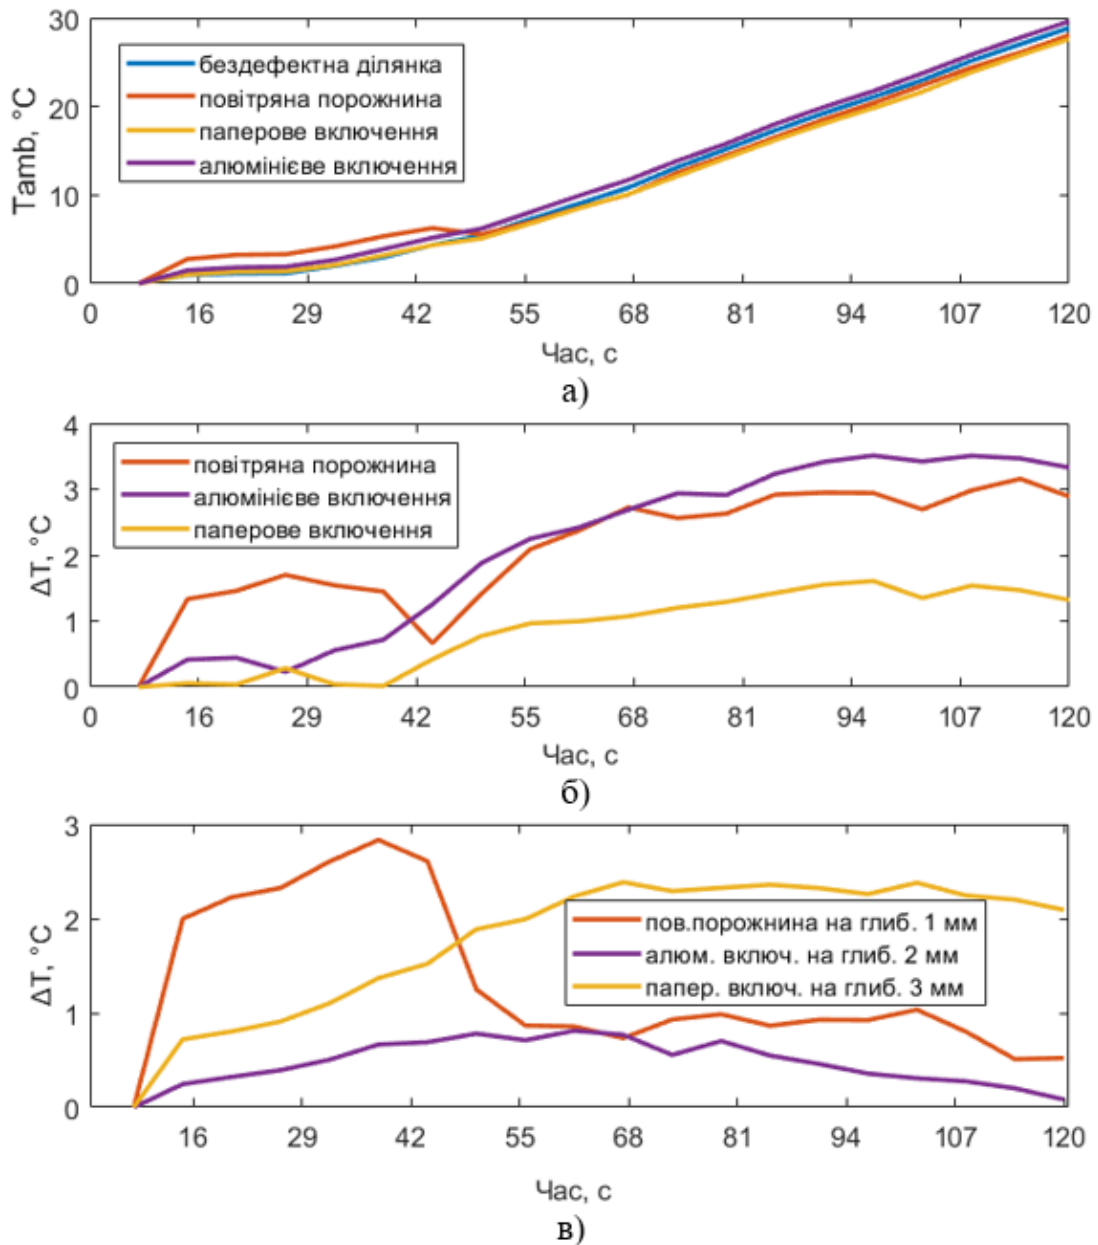 30
20
10
0
Tamb, °C
бездефектна ділянка
повітряна порожнина
паперове включення
алюмінієве включення
0 16 29 42 55 68 81 94 107 120
Час, с
а)
4
3
2
1
0
ΔT, °C
повітряна порожнина
алюмінієве включення
паперове включення
0 16 29 42 55 68 81 94 107 120
Час, с
б)
3
2
1
0
ΔT, °C
пов.порожнина на глиб. 1 мм
алюм. включ. на глиб. 2 мм
папер. включ. на глиб. 3 мм
16 29 42 55 68 81 94 107 120
Час, с
в)